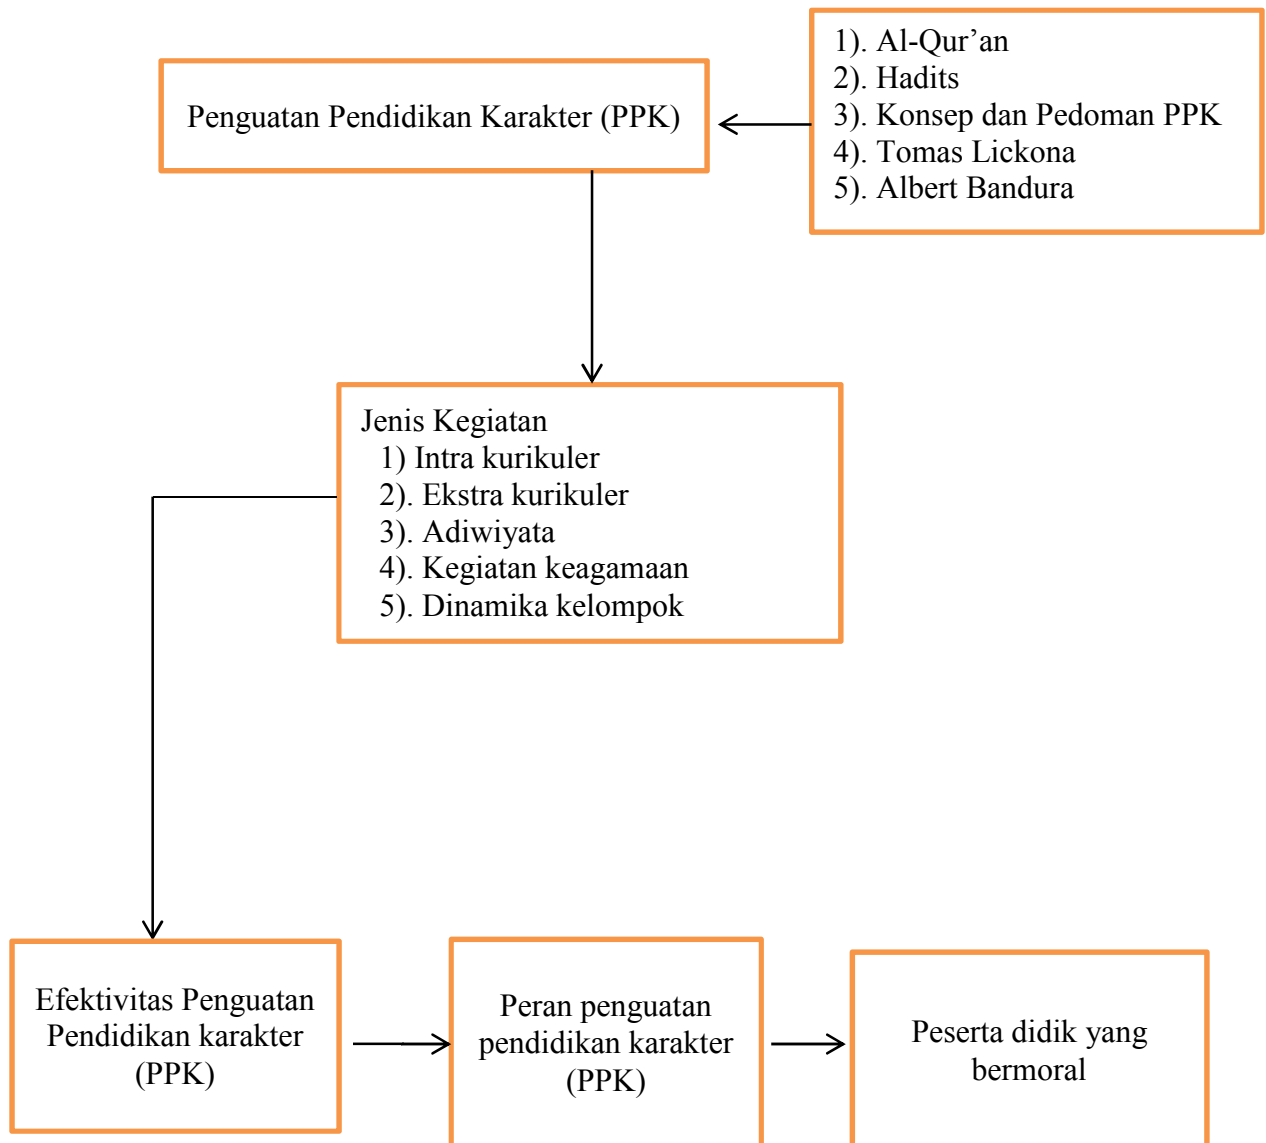 1). Al-Qur’an
2). Hadits
3). Konsep dan Pedoman PPK
4). Tomas Lickona
5). Albert Bandura
Penguatan Pendidikan Karakter (PPK)
Jenis Kegiatan
1) Intra kurikuler
2). Ekstra kurikuler
3). Adiwiyata
4). Kegiatan keagamaan
5). Dinamika kelompok
Efektivitas Penguatan
Pendidikan karakter
(PPK)
Peran penguatan
pendidikan karakter
(PPK)
Peserta didik yang
bermoral